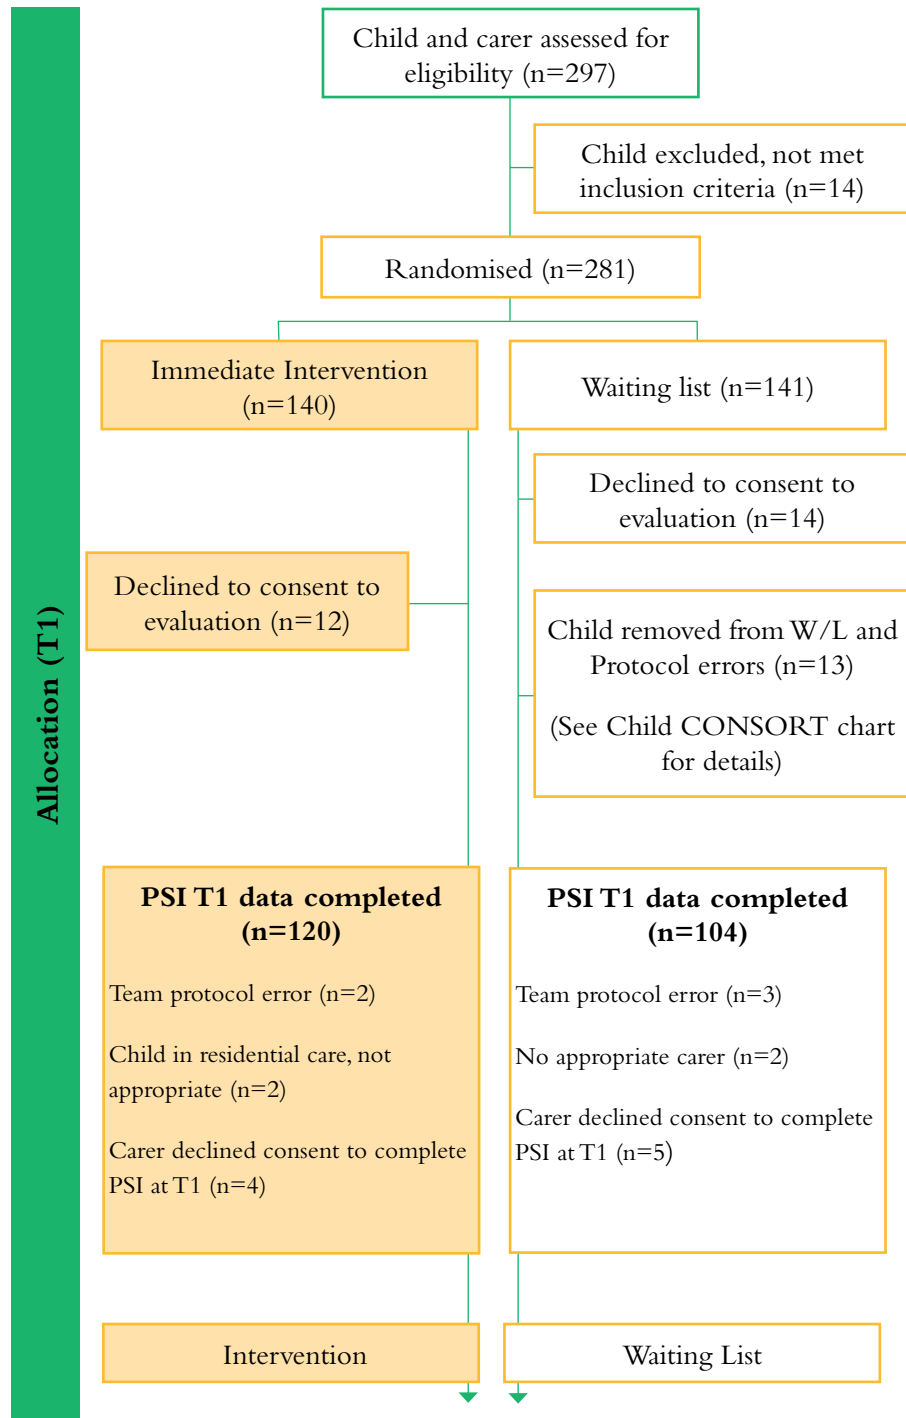 Child and carer assessed for
eligibility (n=297)
Child excluded, not met
inclusion criteria (n=14)
Randomised (n=281)
Immediate Intervention
(n=140)
Waiting list (n=141)
Declined to consent to
evaluation (n=14)
Declined to consent to
evaluation (n=12)
Child removed from W/L and
Protocol errors (n=13)
(See Child CONSORT chart
for details)
Allocation (T1)
PSI T1 data completed
(n=120)
Team protocol error (n=2)
Child in residential care, not
appropriate (n=2)
Carer declined consent to complete
PSI at T1 (n=4)
PSI T1 data completed
(n=104)
Team protocol error (n=3)
No appropriate carer (n=2)
Carer declined consent to complete
PSI at T1 (n=5)
Intervention
Waiting List